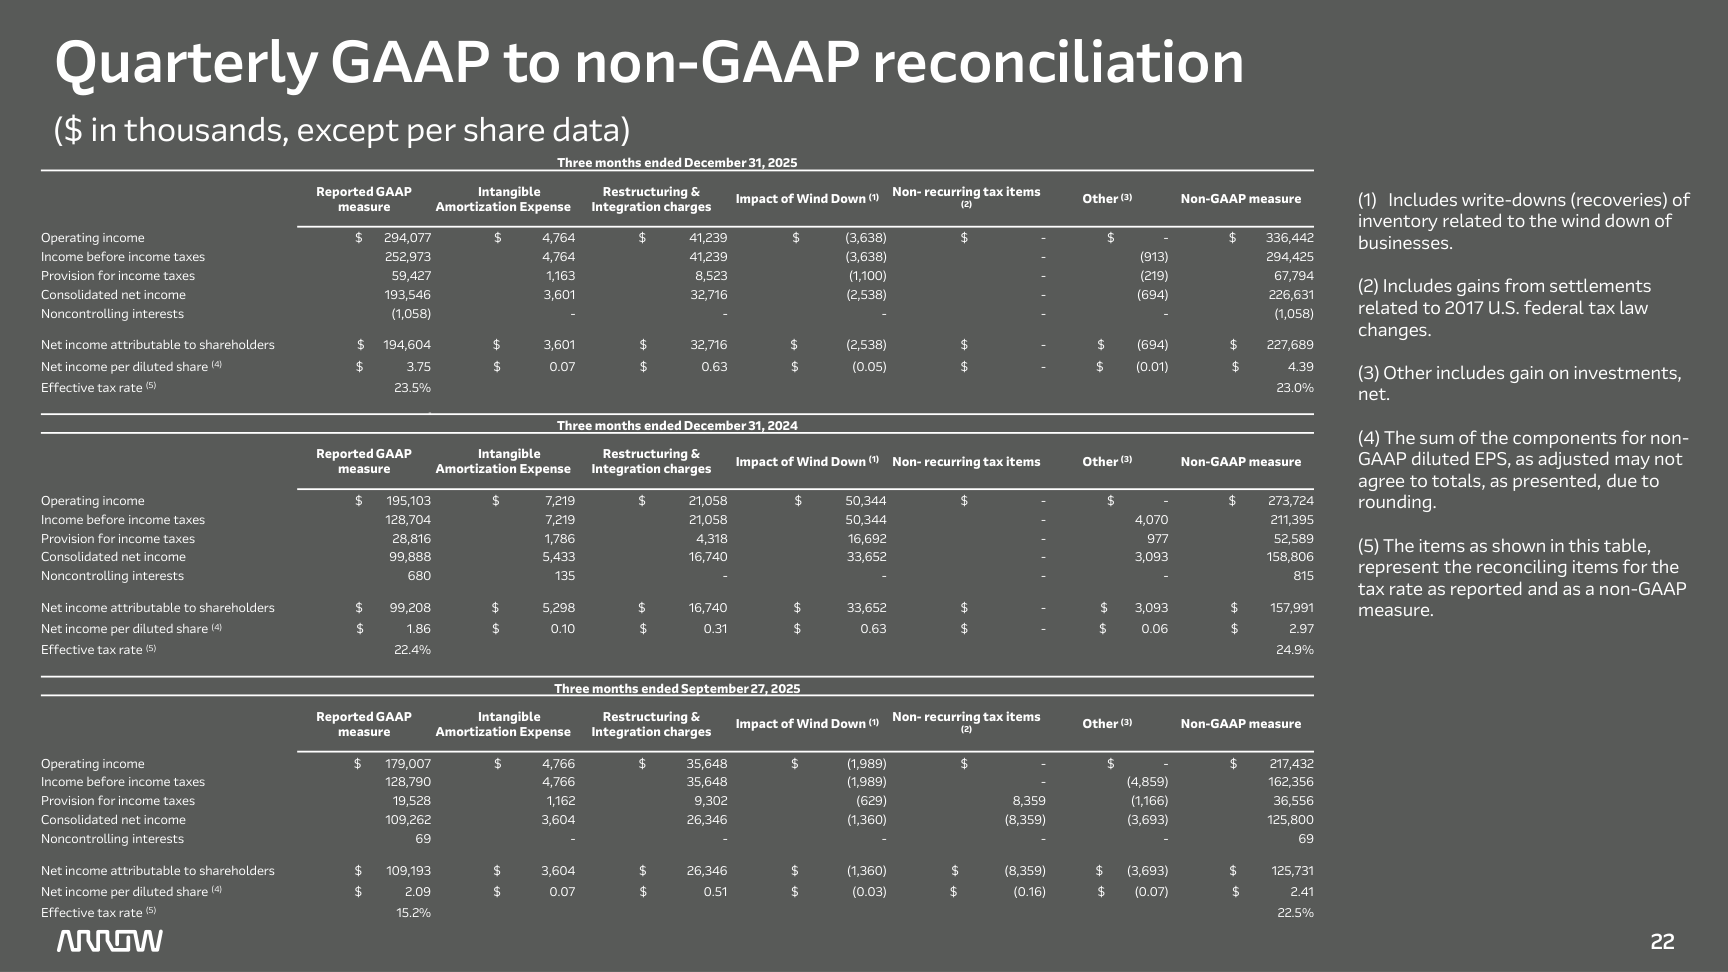 Quarterly GAAP to non-GAAP reconciliation
($ in thousands, except per share data)
Three months ended December 31, 2025
Reported GAAP measure Intangible Amortization Expense Restructuring & Integration charges Impact of Wind Down (1) Non- recurring tax items (2) Other (3) Non-GAAP measure
Operating income $ 294,077 $ 4,764 $ 41,239 $ (3,638) $ - $ - $ 336,442
Income before income taxes 252,973 4,764 41,239 (3,638) - (913) 294,425
Provision for income taxes 59,427 1,163 8,523 (1,100) - (219) 67,794
Consolidated net income 193,546 3,601 32,716 (2,538) - (694) 226,631
Noncontrolling interests (1,058) - - - - - (1,058)
Net income attributable to shareholders $ 194,604 $ 3,601 $ 32,716 $ (2,538) $ - $ (694) $ 227,689
Net income per diluted share (4) $ 3.75 $ 0.07 $ 0.63 $ (0.05) $ - $ (0.01) $ 4.39
Effective tax rate (5) 23.5% 23.0%
Three months ended December 31, 2024
Reported GAAP measure Intangible Amortization Expense Restructuring & Integration charges Impact of Wind Down (1) Non- recurring tax items Other (3) Non-GAAP measure
Operating income $ 195,103 $ 7,219 $ 21,058 $ 50,344 $ - $ - $ 273,724
Income before income taxes 128,704 7,219 21,058 50,344 - 4,070 211,395
Provision for income taxes 28,816 1,786 4,318 16,692 - 977 52,589
Consolidated net income 99,888 5,433 16,740 33,652 - 3,093 158,806
Noncontrolling interests 680 135 - - - - 815
Net income attributable to shareholders $ 99,208 $ 5,298 $ 16,740 $ 33,652 $ - $ 3,093 $ 157,991
Net income per diluted share (4) $ 1.86 $ 0.10 $ 0.31 $ 0.63 $ - $ 0.06 $ 2.97
Effective tax rate (5) 22.4% 24.9%
Three months ended September 27, 2025
Reported GAAP measure Intangible Amortization Expense Restructuring & Integration charges Impact of Wind Down (1) Non- recurring tax items (2) Other (3) Non-GAAP measure
Operating income $ 179,007 $ 4,766 $ 35,648 $ (1,989) $ - $ - $ 217,432
Income before income taxes 128,790 4,766 35,648 (1,989) - (4,859) 162,356
Provision for income taxes 19,528 1,162 9,302 (629) 8,359 (1,166) 36,556
Consolidated net income 109,262 3,604 26,346 (1,360) (8,359) (3,693) 125,800
Noncontrolling interests 69 - - - - - 69
Net income attributable to shareholders $ 109,193 $ 3,604 $ 26,346 $ (1,360) $ (8,359) $ (3,693) $ 125,731
Net income per diluted share (4) $ 2.09 $ 0.07 $ 0.51 $ (0.03) $ (0.16) $ (0.07) $ 2.41
Effective tax rate (5) 15.2% 22.5%
(1) Includes write-downs (recoveries) of
inventory related to the wind down of
businesses.
(2) Includes gains from settlements
related to 2017 U.S. federal tax law
changes.
(3) Other includes gain on investments,
net.
(4) The sum of the components for non-
GAAP diluted EPS, as adjusted may not
agree to totals, as presented, due to
rounding.
(5) The items as shown in this table,
represent the reconciling items for the
tax rate as reported and as a non-GAAP
measure.
ARROW
22